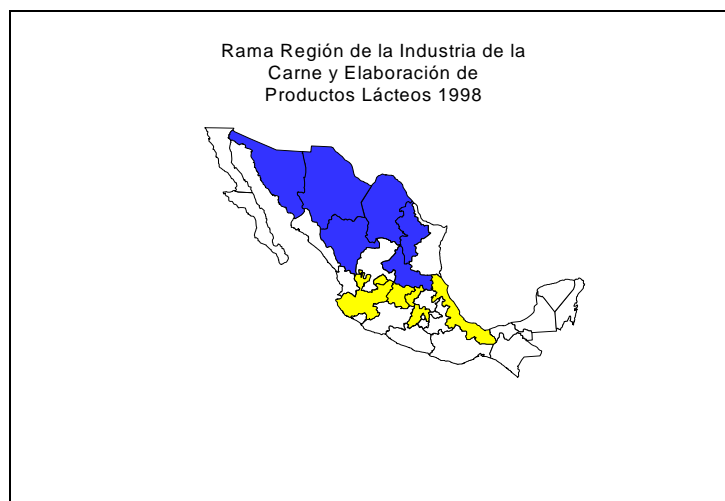 Rama Región de la Industria de la
Carne y Elaboración de
Productos Lácteos 1998